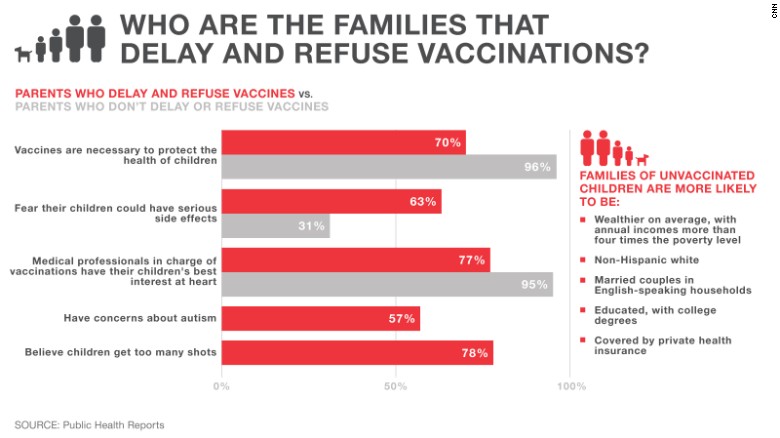 CNN
WHO ARE THE FAMILIES THAT
DELAY AND REFUSE VACCINATIONS?
PARENTS WHO DELAY AND REFUSE VACCINES vs.
PARENTS WHO DON'T DELAY OR REFUSE VACCINES
Vaccines are necessary to protect the
health of children
70%
96%
Fear their children could have serious
side effects
63%
31%
Medical professionals in charge of
vaccinations have their children's best
interest at heart
77%
95%
Have concerns about autism
57%
Believe children get too many shots
78%
0%
50%
100%
FAMILIES OF UNVACCINATED
CHILDREN ARE MORE LIKELY
TO BE:
Wealthier on average, with
annual incomes more than
four times the poverty level
Non-Hispanic white
Married couples in
English-speaking households
Educated, with college
degrees
Covered by private health
insurance
SOURCE: Public Health Reports